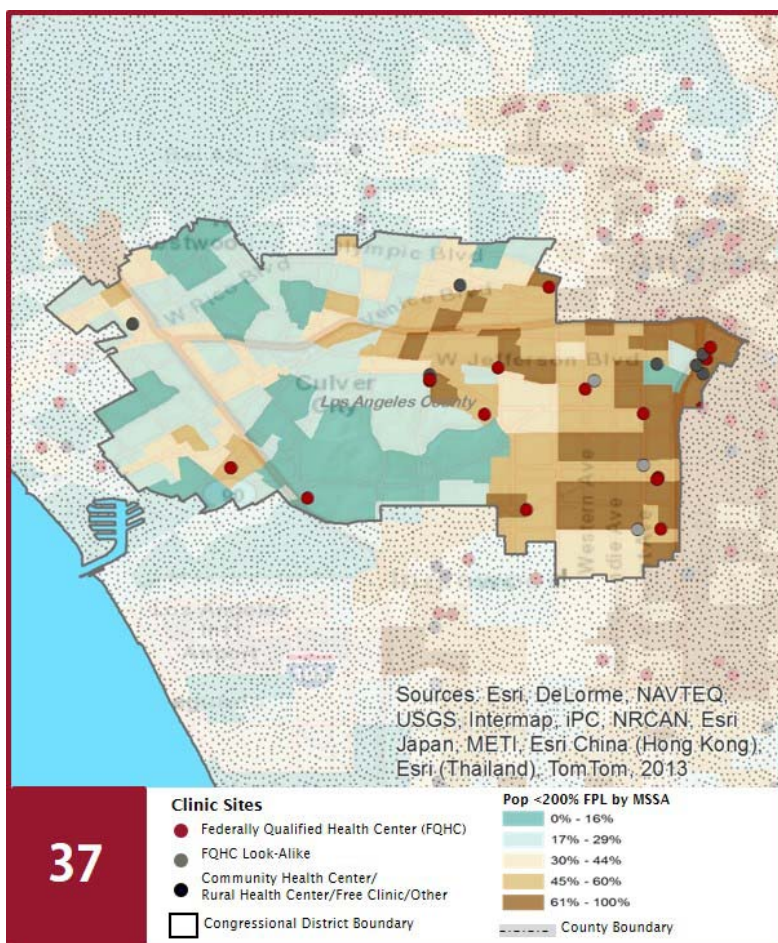 Olympic Blvd
W Pico Blvd
Venice Blvd
W Jefferson Blvd
Culver
City
Los Angeles County
90
Western Ave
Sources: Esri, DeLorme, NAVTEQ,
USGS, Intermap, iPC, NRCAN, Esri
Japan, METI, Esri China (Hong Kong),
Esri (Thailand), TomTom, 2013
37
Clinic Sites
Federally Qualified Health Center (FQHC)
FQHC Look-Alike
Community Health Center/
Rural Health Center/Free Clinic/Other
Congressional District Boundary
Pop <200% FPL by MSSA
0% - 16%
17% - 29%
30% - 44%
45% - 60%
61% - 100%
County Boundary